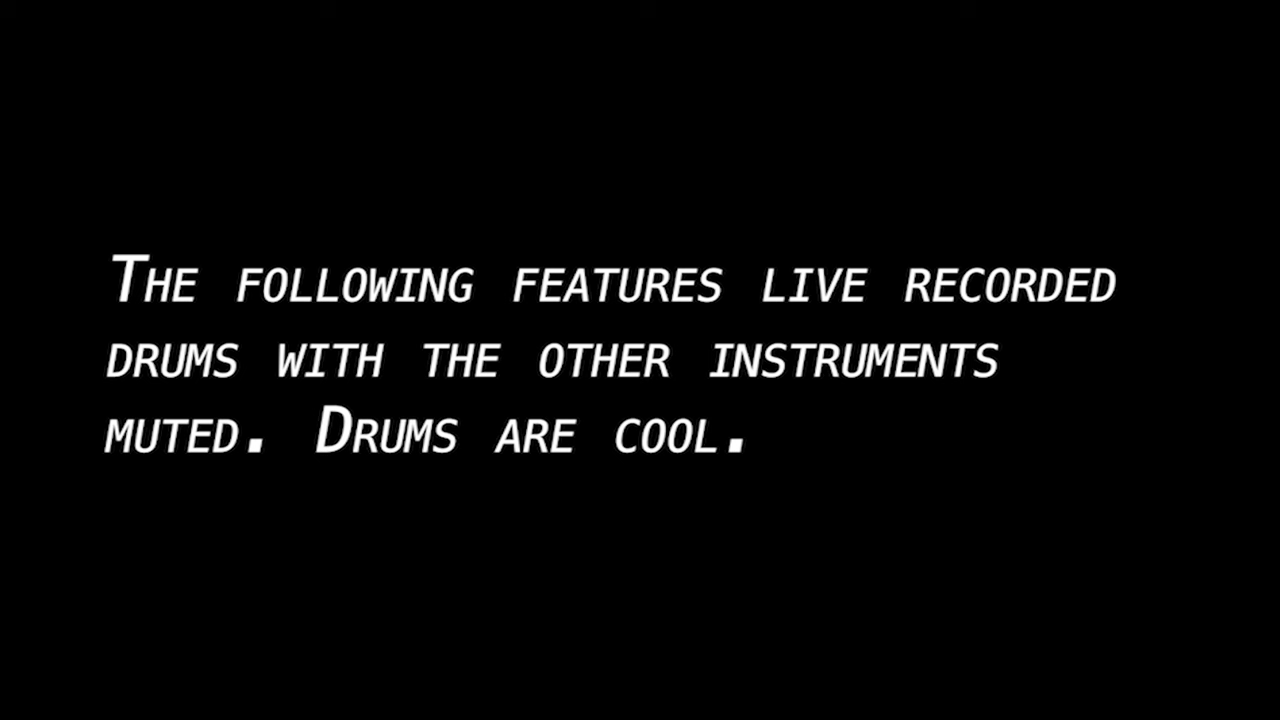 The following features live recorded
drums with the other instruments
muted. Drums are cool.